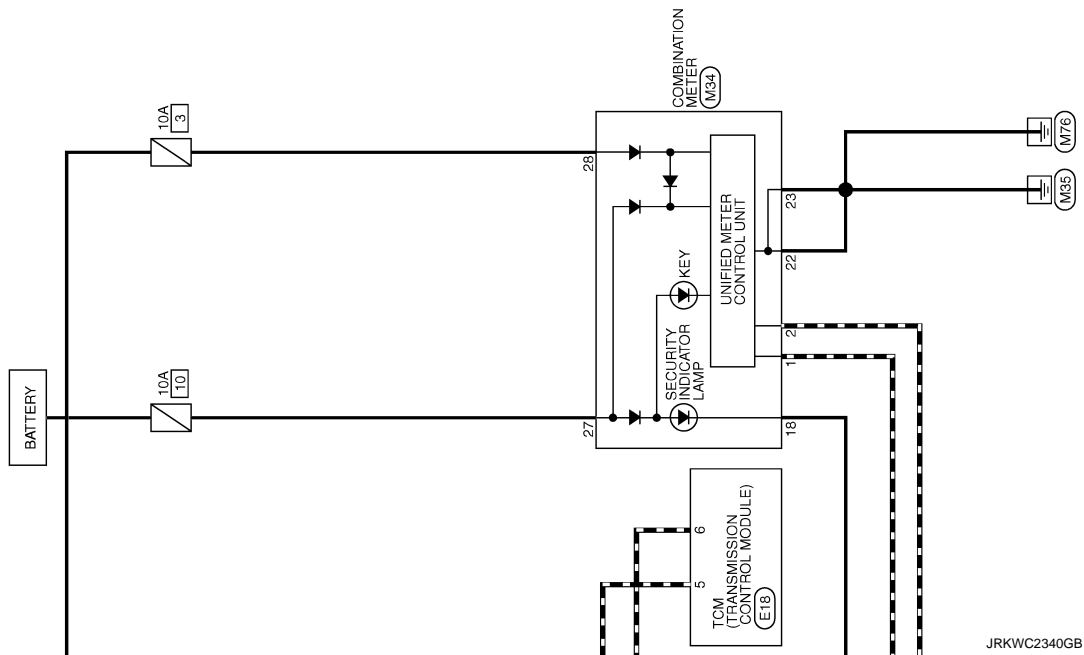 BATTERY
10A
3
10A
10
COMBINATION
METER
M34
28
27
UNIFIED METER
CONTROL UNIT
KEY
SECURITY
INDICATOR
LAMP
23
22
2
1
18
M76
M35
TCM
(TRANSMISSION
CONTROL MODULE)
E18
6
5
JRKWC2340GB